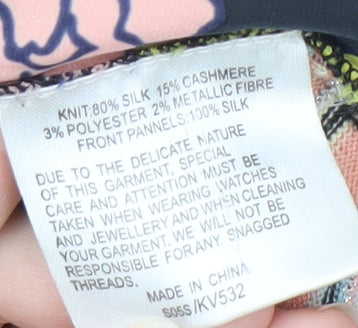 KNIT:80% SILK 15% CASHMERE
3% POLYESTER 2% METALLIC FIBRE
FRONT PANNELS:100% SILK
DUE TO THE DELICATE NATURE
OF THIS GARMENT, SPECIAL
CARE AND ATTENTION MUST BE
TAKEN WHEN WEARING WATCHES
AND JEWELLERY AND WHEN CLEANING
YOUR GARMENT. WE WILL NOT BE
RESPONSIBLE FOR ANY SNAGGED
THREADS.
MADE IN CHINA
S05S /KV532